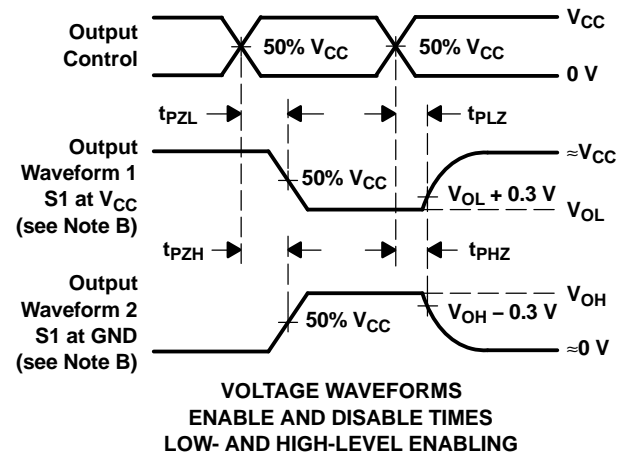 Output
Control
50% VCC
50% VCC
VCC
0 V
tPZL
tPLZ
Output
Waveform 1
S1 at VCC
(see Note B)
50% VCC
≈VCC
VOL + 0.3 V
VOL
tPZH
tPHZ
Output
Waveform 2
S1 at GND
(see Note B)
50% VCC
VOH
VOH − 0.3 V
≈0 V
VOLTAGE WAVEFORMS
ENABLE AND DISABLE TIMES
LOW- AND HIGH-LEVEL ENABLING